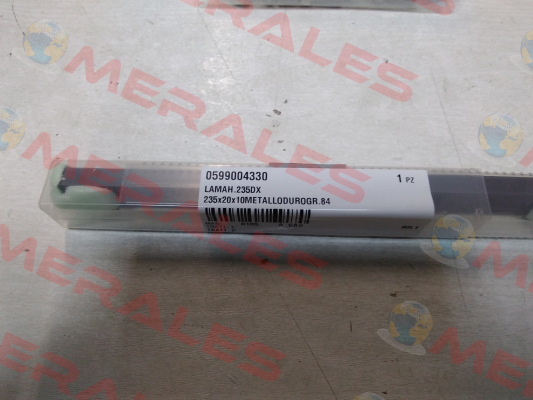 MERALES
0599004330
1 PZ
LAMAH.235DX
235x20x10METALLODUROGR.84
MERALES
MERALES
MERALES